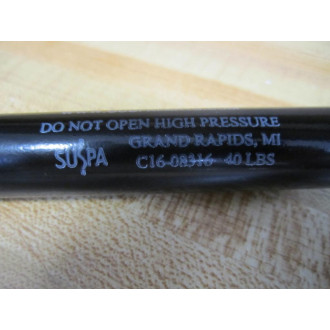 DO NOT OPEN HIGH PRESSURE
GRAND RAPIDS, MI
SUSPA
C16-08316 40 LBS